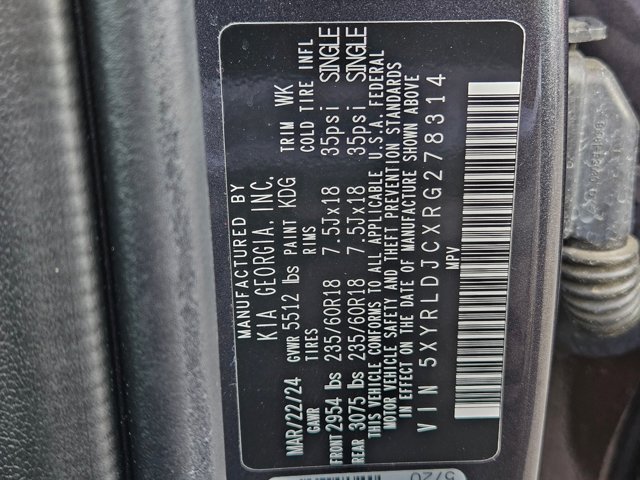 MANUFACTURED BY
KIA GEORGIA, INC.
MAR/22/24 GVWR 5512 lbs PAINT KDG TRIM WK
GAWR TIRES RIMS COLD TIRE INFL
FRONT 2954 lbs 235/60R18 7.5Jx18 35psi SINGLE
REAR 3075 lbs 235/60R18 7.5Jx18 35psi SINGLE
THIS VEHICLE CONFORMS TO ALL APPLICABLE U.S.A. FEDERAL
MOTOR VEHICLE SAFETY AND THEFT PREVENTION STANDARDS
IN EFFECT ON THE DATE OF MANUFACTURE SHOWN ABOVE
VIN 5XYRLDJCXRG278314
MPV